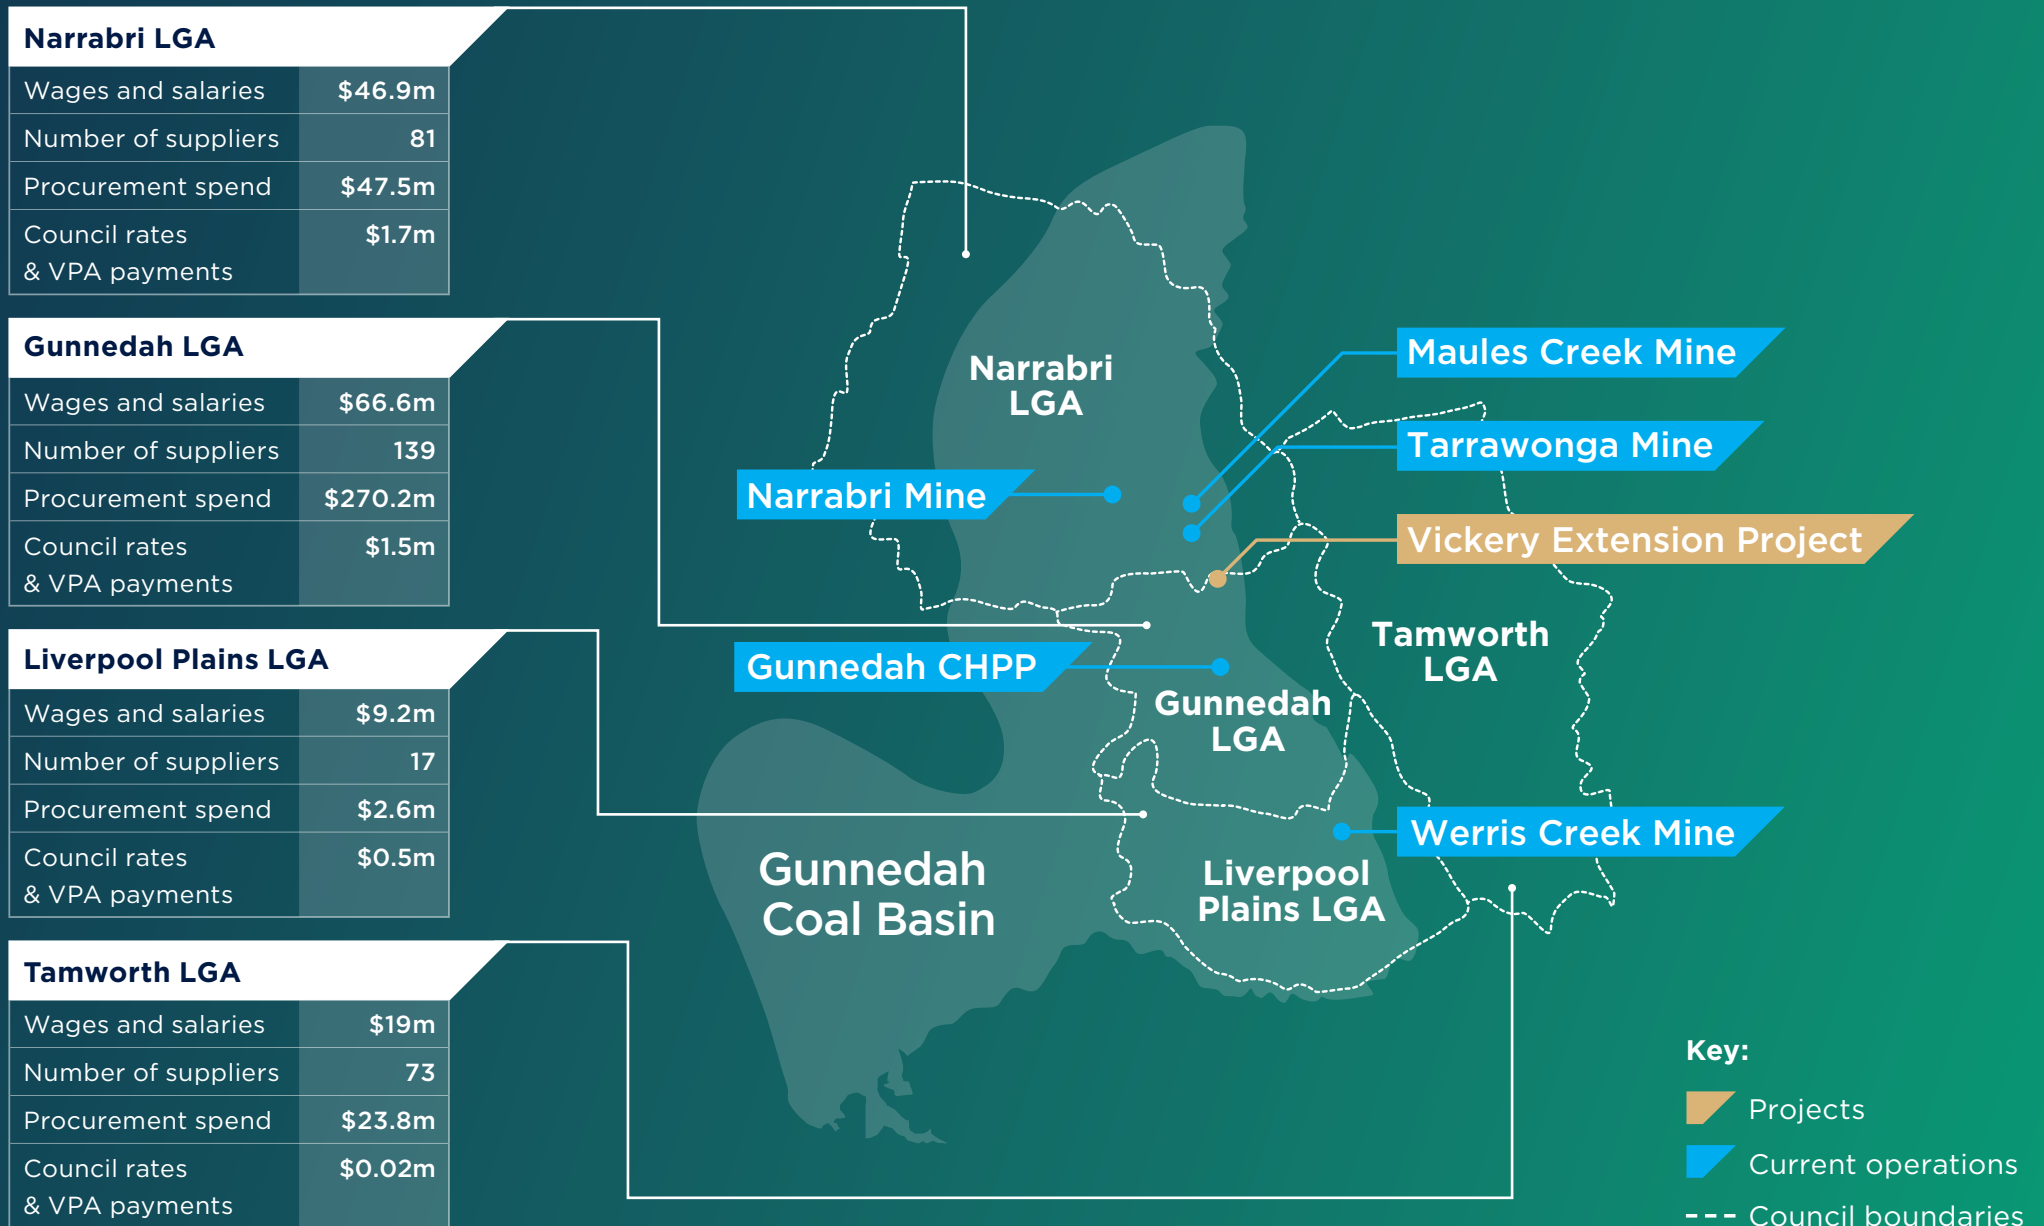 Narrabri LGA
Wages and salaries $46.9m
Number of suppliers 81
Procurement spend $47.5m
Council rates $1.7m
& VPA payments
Gunnedah LGA
Wages and salaries $66.6m
Number of suppliers 139
Procurement spend $270.2m
Council rates $1.5m
& VPA payments
Liverpool Plains LGA
Wages and salaries $9.2m
Number of suppliers 17
Procurement spend $2.6m
Council rates $0.5m
& VPA payments
Tamworth LGA
Wages and salaries $19m
Number of suppliers 73
Procurement spend $23.8m
Council rates $0.02m
& VPA payments
Narrabri
LGA
Maules Creek Mine
Tarrawonga Mine
Narrabri Mine
Vickery Extension Project
Tamworth
LGA
Gunnedah CHPP
Gunnedah
LGA
Werris Creek Mine
Gunnedah
Coal Basin
Liverpool
Plains LGA
Key:
Projects
Current operations
Council boundaries